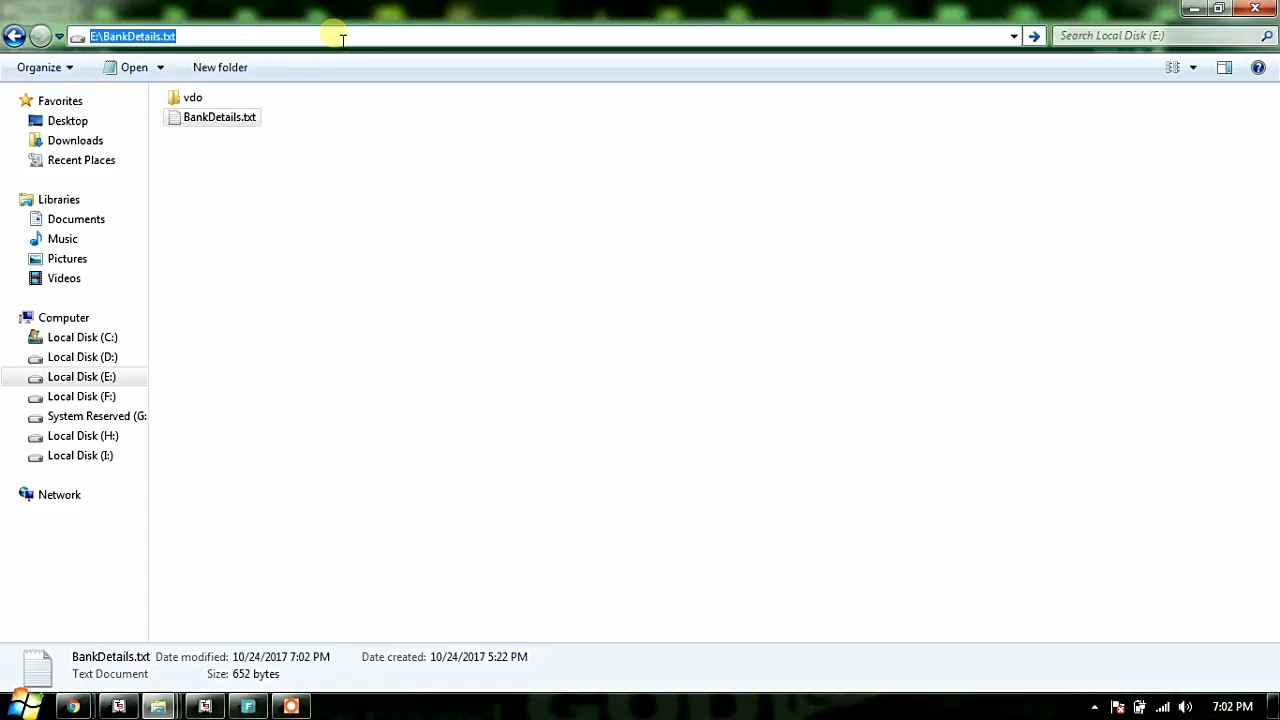 E:\BankDetails.txt
Search Local Disk (E:)
Organize
Open
New folder
Favorites
Desktop
Downloads
Recent Places
Libraries
Documents
Music
Pictures
Videos
Computer
Local Disk (C:)
Local Disk (D:)
Local Disk (E:)
Local Disk (F:)
System Reserved (G:
Local Disk (H:)
Local Disk (I:)
Network
vdo
BankDetails.txt
BankDetails.txt Date modified: 10/24/2017 7:02 PM Date created: 10/24/2017 5:22 PM
Text Document Size: 652 bytes
7:02 PM